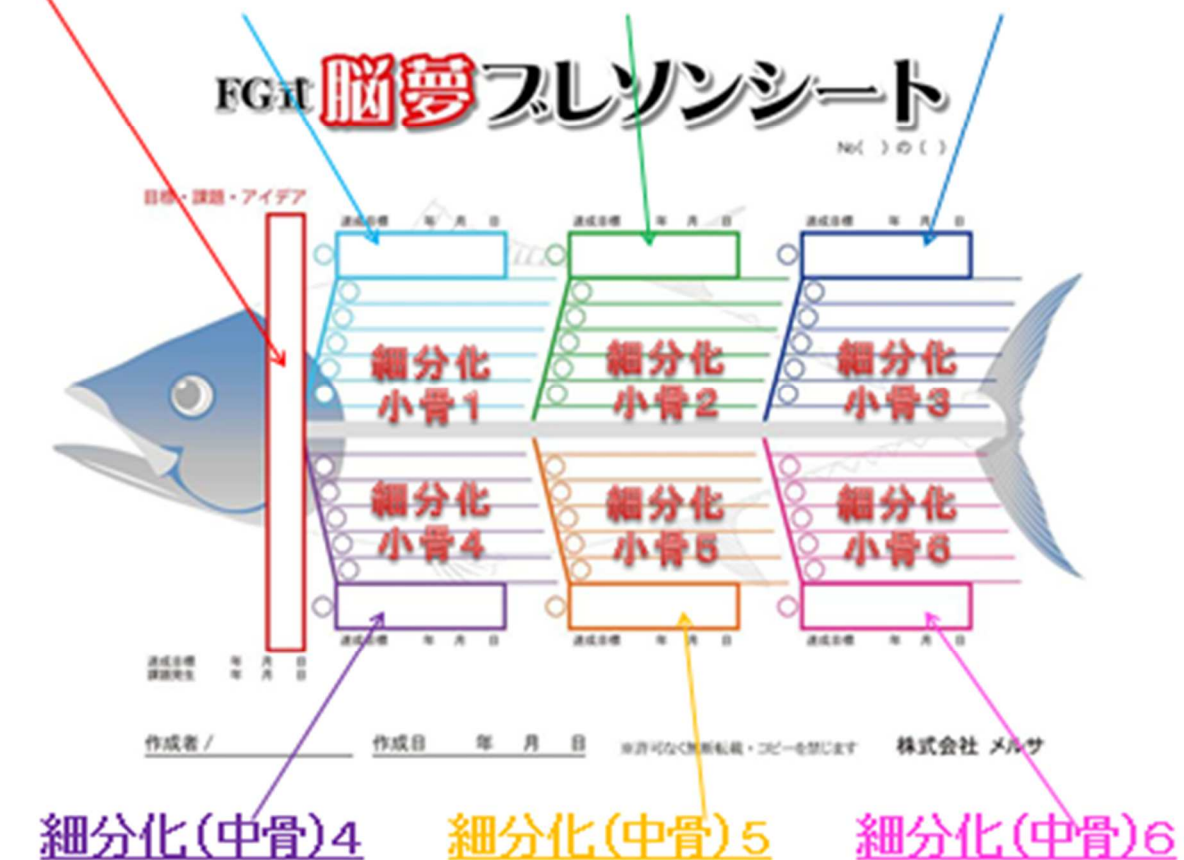 FG式 脳夢ブレゾンシート
No( )の( )
目標・課題・アイデア
達成目標 年 月 日
達成目標 年 月 日
達成目標 年 月 日
細分化
小骨1
細分化
小骨2
細分化
小骨3
細分化
小骨4
細分化
小骨5
細分化
小骨6
達成目標 年 月 日
達成目標 年 月 日
達成目標 年 月 日
達成目標 年 月 日
課題発生 年 月 日
作成者/
作成日 年 月 日
※許可なく無断転載・コピーを禁じます
株式会社 メルサ
細分化(中骨)4
細分化(中骨)5
細分化(中骨)6